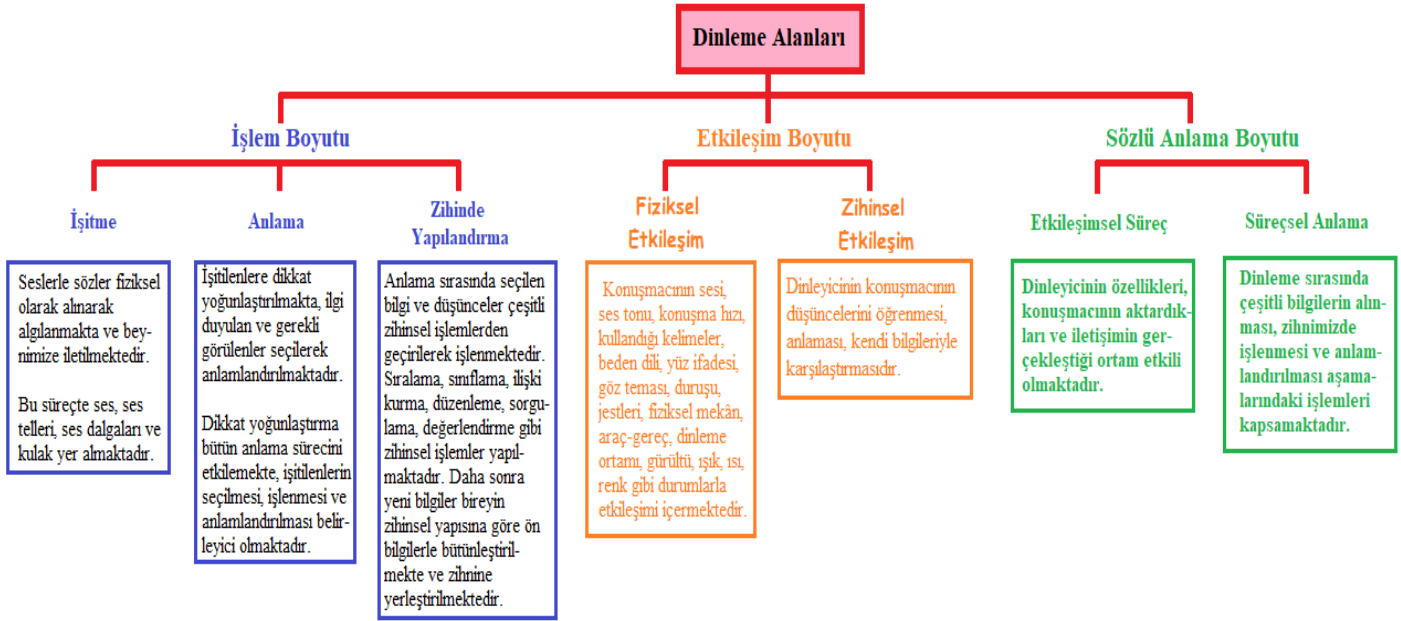 Dinleme Alanları
İşlem Boyutu
Etkileşim Boyutu
Sözlü Anlama Boyutu
İşitme
Seslerle sözler fiziksel
olarak alınarak
algılanmakta ve bey-
nimize iletilmektedir.
Bu süreçte ses, ses
telleri, ses dalgaları ve
kulak yer almaktadır.
Anlama
İşitilenlere dikkat
yoğunlaştırılmakta, ilgi
duyulan ve gerekli
görülenler seçilerek
anlamlandırılmaktadır.
Dikkat yoğunlaştırma
bütün anlama sürecini
etkilemekte, işitilenlerin
seçilmesi, işlenmesi ve
anlamlandırılması belir-
leyici olmaktadır.
Zihinde
Yapılandırma
Anlama sırasında seçilen
bilgi ve düşünceler çeşitli
zihinsel işlemlerden
geçirilerek işlenmektedir.
Sıralama, sınıflama, ilişki
kurma, düzenleme, sorgu-
lama, değerlendirme gibi
zihinsel işlemler yapıl-
maktadır. Daha sonra
yeni bilgiler bireyin
zihinsel yapısına göre ön
bilgilerle bütünleştiril-
mekte ve zihnine
yerleştirilmektedir.
Fiziksel
Etkileşim
Konuşmacının sesi,
ses tonu, konuşma hızı,
kullandığı kelimeler,
beden dili, yüz ifadesi,
göz teması, duruşu,
jestleri, fiziksel mekân,
araç-gereç, dinleme
ortamı, gürültü, ışık, ısı,
renk gibi durumlarla
etkileşimi içermektedir.
Zihinsel
Etkileşim
Dinleyicinin konuşmacının
düşüncelerini öğrenmesi,
anlaması, kendi bilgileriyle
karşılaştırmasıdır.
Etkileşimsel Süreç
Dinleyicinin özellikleri,
konuşmacının aktardık-
ları ve iletişimin ger-
çekleştiği ortam etkili
olmaktadır.
Süreçsel Anlama
Dinleme sırasında
çeşitli bilgilerin alın-
ması, zihnimizde
işlenmesi ve anlam-
landırılması aşama-
larındaki işlemleri
kapsamaktadır.